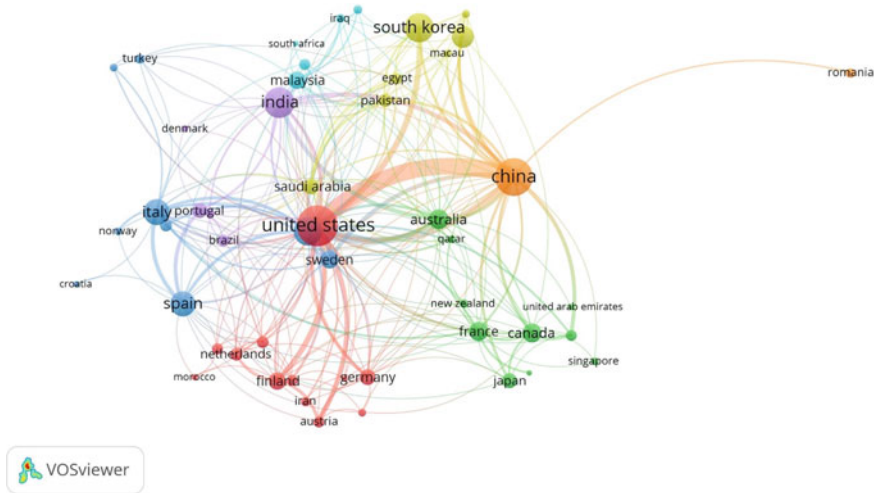 iraq
south korea
south africa
macau
turkey
malaysia
egypt
romania
india
pakistan
denmark
saudi arabia
china
italy
portugal
united states
australia
norway
brazil
qatar
sweden
croatia
spain
new zealand
united arab emirates
france
canada
netherlands
singapore
morocco
finland
germany
japan
iran
austria
VOSviewer